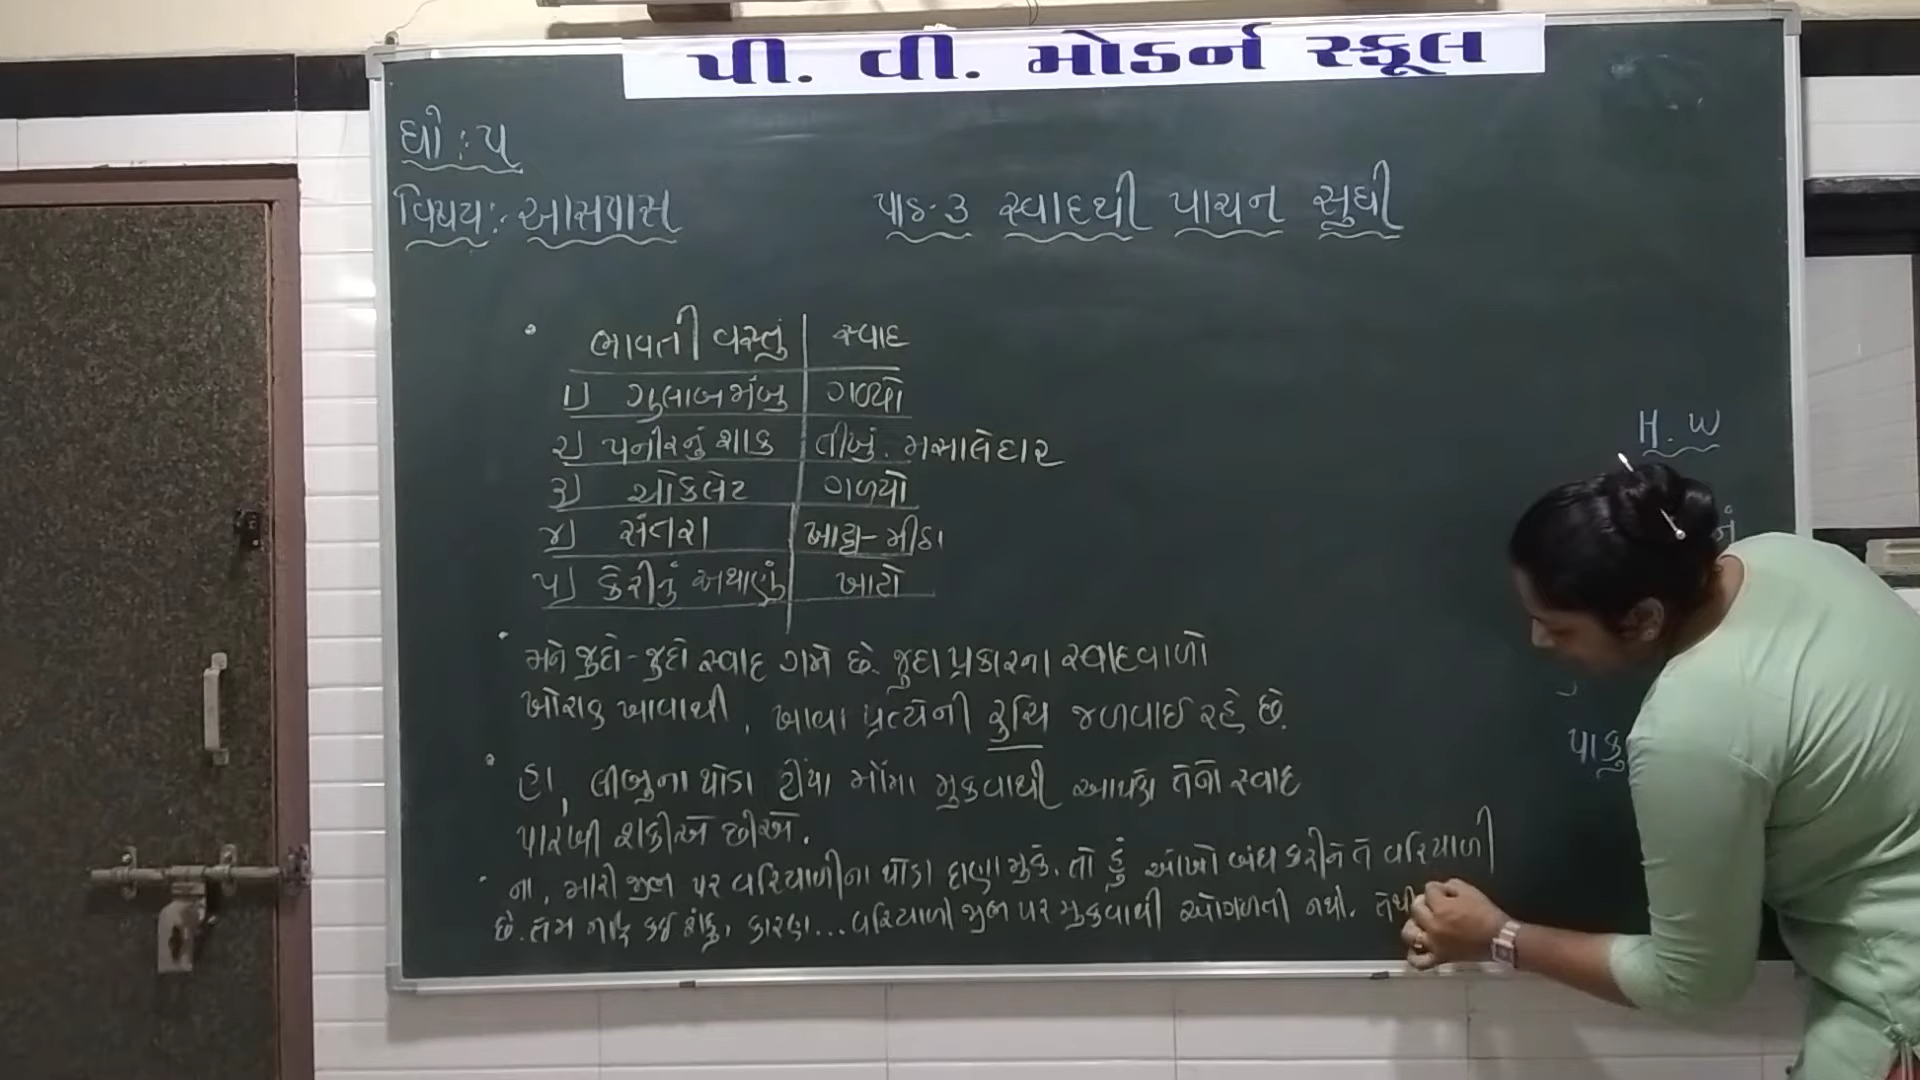 પી. વી. મોડર્ન સ્કૂલ
ધો : ૫
વિષય :- આસપાસ
પાઠ-૩ સ્વાદથી પાચન સુધી
ભાવતી વસ્તું સ્વાદ
૧) ગુલાબજાંબુ ગળ્યો
૨) પનીરનું શાક તીખું. મસાલેદાર
૩) ચોકલેટ ગળ્યો
૪) સંતરા ખાટ્ટા-મીઠા
૫) કેરીનું અથાણું ખાટો
મને જુદો-જુદો સ્વાદ ગમે છે. જુદા પ્રકારના સ્વાદવાળો
ખોરાક ખાવાથી, ખાવા પ્રત્યેની રુચિ જળવાઈ રહે છે.
હા, લીંબુના થોડા ટીંપા મોંમા મુકવાથી આપણે તેનો સ્વાદ
પારખી શકીએ છીએ.
ના, મારી જીભ પર વરિયાળીના થોડા દાણા મુકે. તો હું આંખો બંધ કરીને તે વરિયાળી
છે. તેમ નહિ કહી શકું, કારણ... વરિયાળી જીભ પર મુકવાથી ઓગળતી નથી. તેથી
H. W
પાકુ